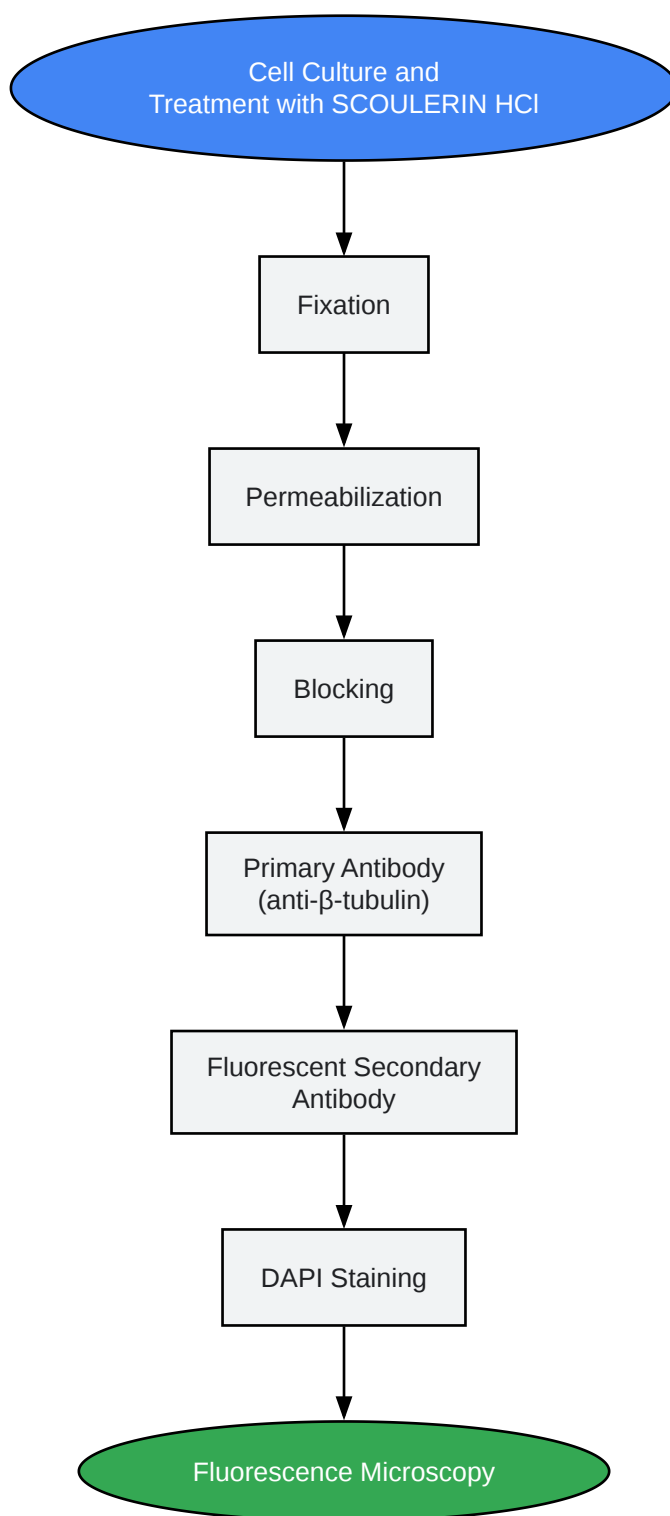 Cell Culture and
Treatment with SCOULERIN HCl
Fixation
Permeabilization
Blocking
Primary Antibody
(anti-β-tubulin)
Fluorescent Secondary
Antibody
DAPI Staining
Fluorescence Microscopy